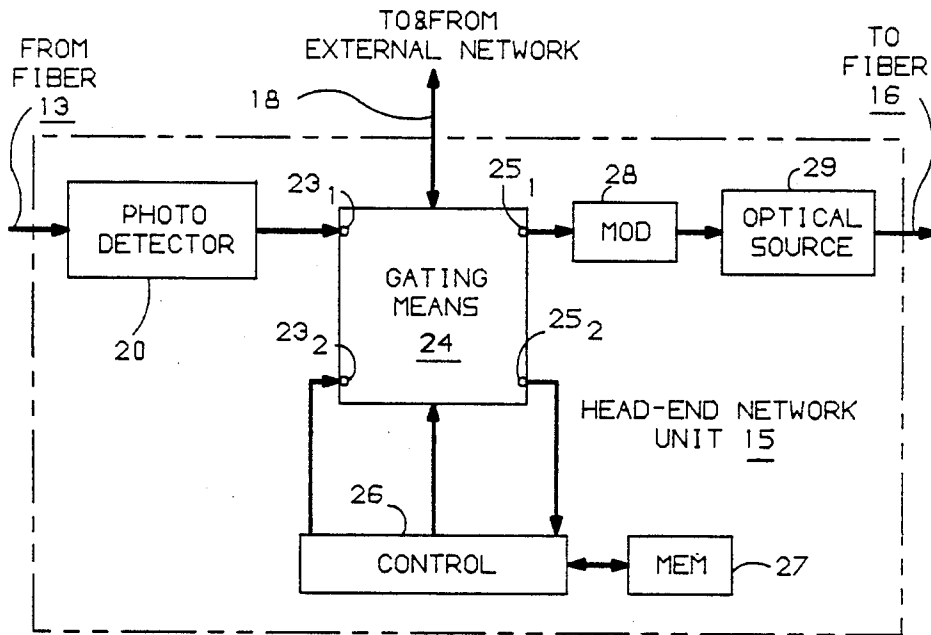 TO&FROM
EXTERNAL NETWORK
FROM
FIBER
13
TO
FIBER
16
18
PHOTO
DETECTOR
20
23 1
25 1
28
MOD
29
OPTICAL
SOURCE
GATING
MEANS
24
23 2
25 2
HEAD-END NETWORK
UNIT 15
26
CONTROL
MEM
27